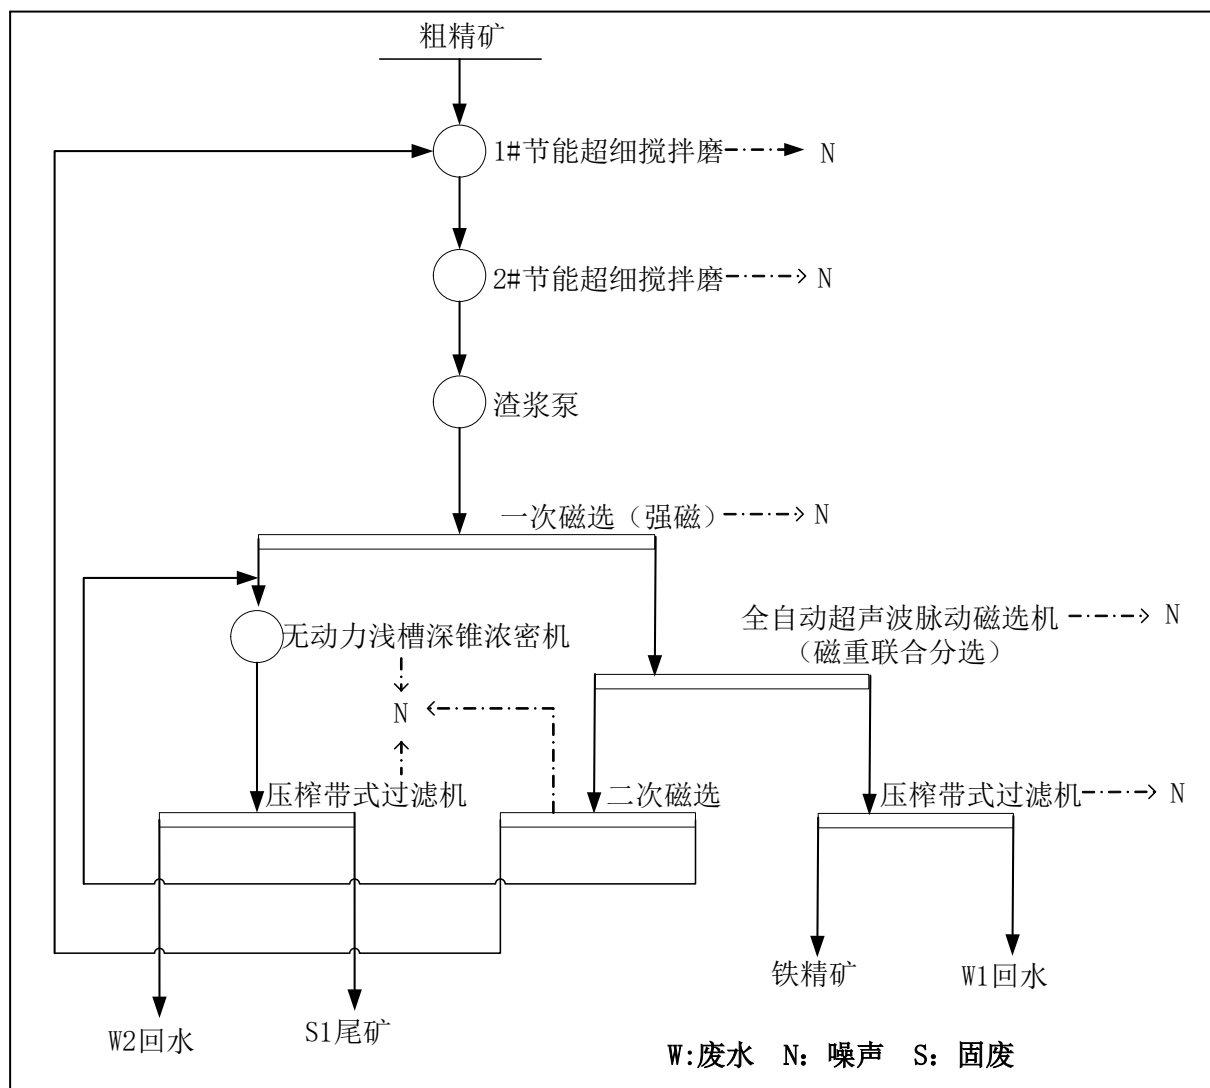 粗精矿
1#节能超细搅拌磨 N
2#节能超细搅拌磨 N
渣浆泵
一次磁选（强磁） N
全自动超声波脉动磁选机 N
（磁重联合分选）
无动力浅槽深锥浓密机
N
压榨带式过滤机 二次磁选 压榨带式过滤机 N
铁精矿 W1回水
W2回水 S1尾矿
W:废水 N：噪声 S：固废